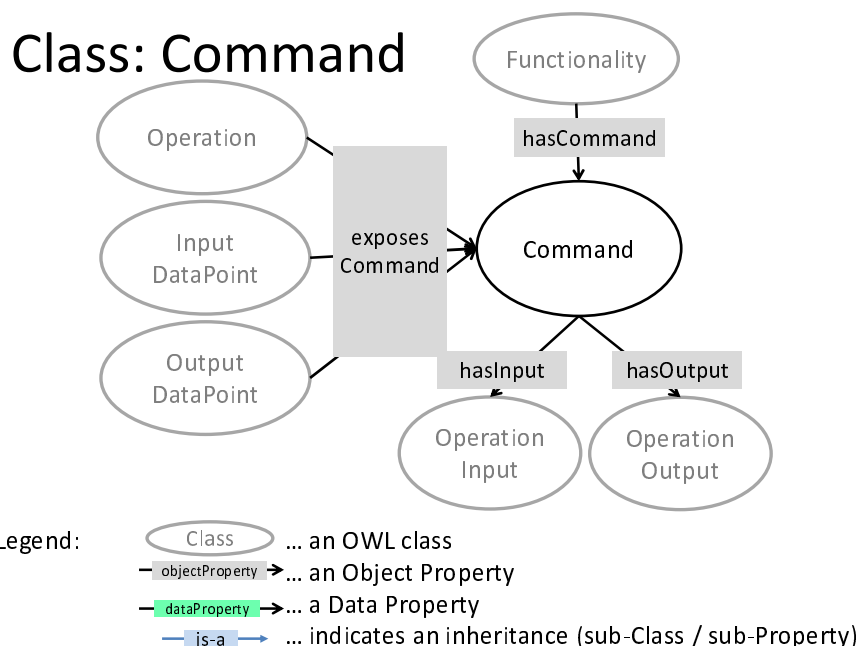 Class: Command
Functionality
Operation
hasCommand
Input
DataPoint
exposes
Command
Command
Output
DataPoint
hasInput
hasOutput
Operation
Input
Operation
Output
Legend:
Class
... an OWL class
objectProperty
... an Object Property
dataProperty
... a Data Property
is-a
... indicates an inheritance (sub-Class / sub-Property)